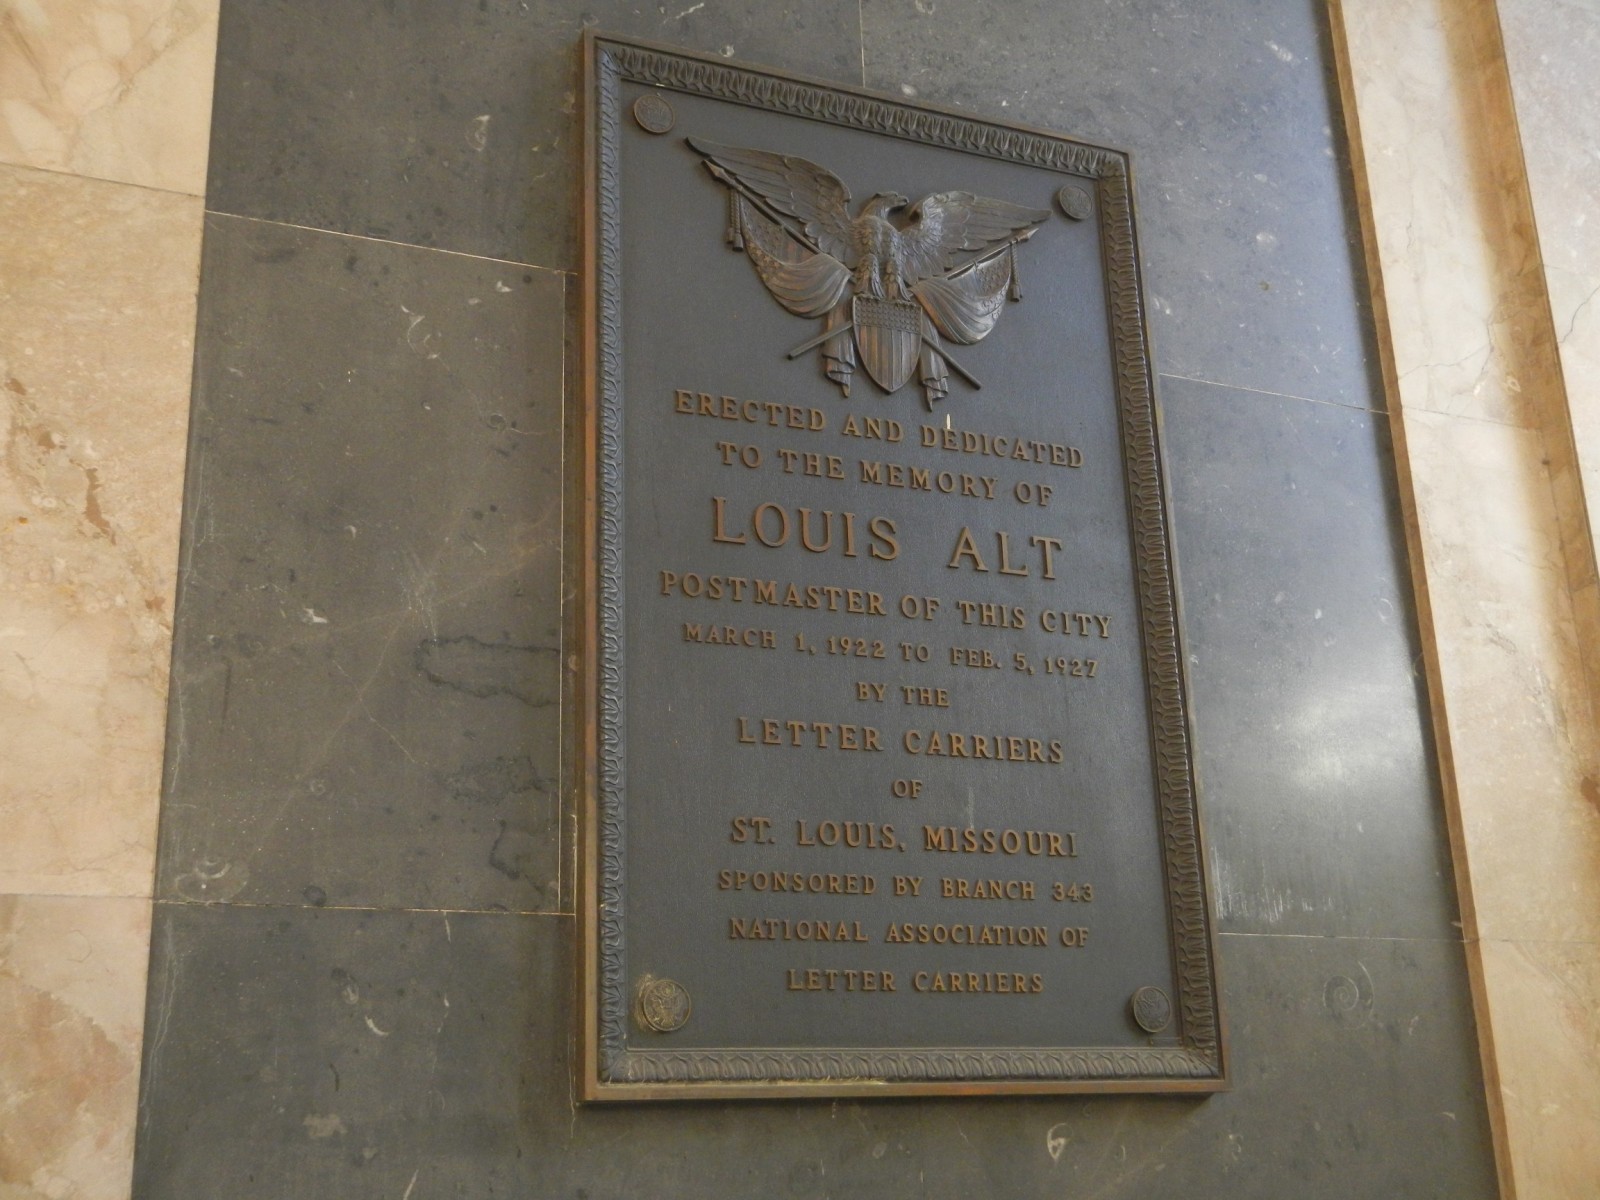 ERECTED AND DEDICATED
TO THE MEMORY OF
LOUIS ALT
POSTMASTER OF THIS CITY
MARCH 1, 1922 TO FEB. 5, 1927
BY THE
LETTER CARRIERS
OF
ST. LOUIS, MISSOURI
SPONSORED BY BRANCH 343
NATIONAL ASSOCIATION OF
LETTER CARRIERS